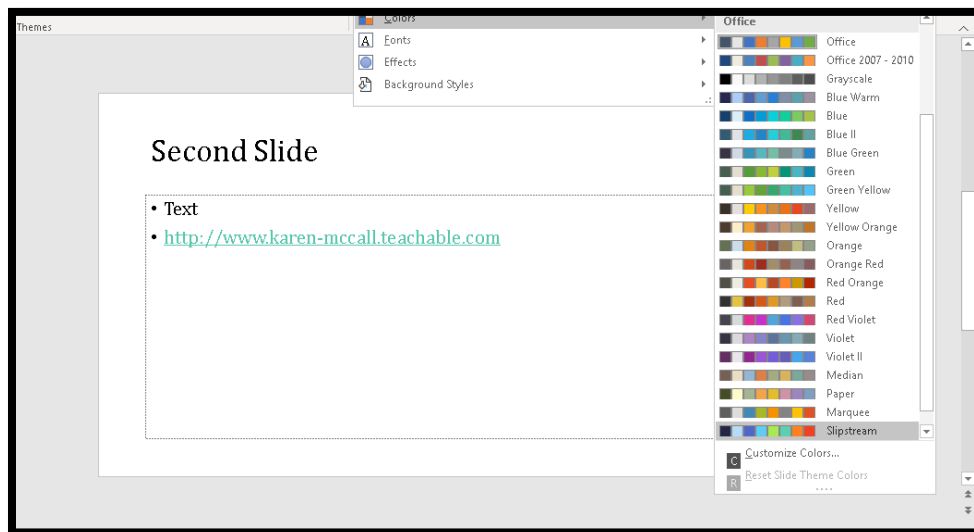 Themes
Colors
Fonts
Effects
Background Styles
Second Slide
• Text
• http://www.karen-mccall.teachable.com
Office
Office
Office 2007 - 2010
Grayscale
Blue Warm
Blue
Blue II
Blue Green
Green
Green Yellow
Yellow
Yellow Orange
Orange
Orange Red
Red Orange
Red
Red Violet
Violet
Violet II
Median
Paper
Marquee
Slipstream
C Customize Colors...
R Reset Slide Theme Colors